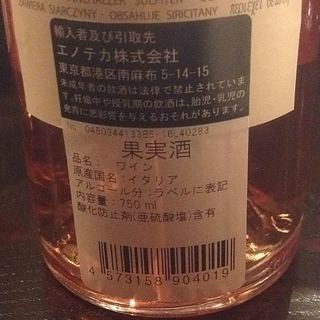 ZAWIERA SIARCZYNY - OBSAHUJE SIRICITANY
輸入者及び引取先
エノテカ株式会社
東京都港区南麻布 5-14-15
未成年者の飲酒は法律で禁止されていま
す。妊娠中や授乳期の飲酒は、胎児・乳児の
発育に悪影響を与えるおそれがあります。
果実酒
品名： ワイン
原産国名：イタリア
アルコール分：ラベルに表記
内容量：750 ml
酸化防止剤(亜硫酸塩)含有
4 573158 904019